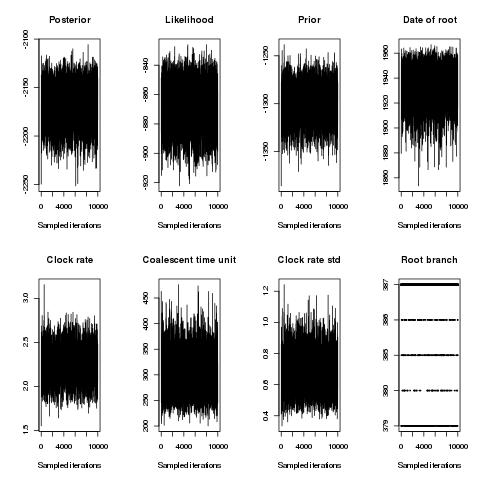 Posterior
Likelihood
Prior
Date of root
-2100
-2150
-2200
-2250
-840
-860
-880
-900
-920
-1250
-1300
-1350
1960
1940
1920
1900
1880
1860
0 4000 10000
0 4000 10000
0 4000 10000
0 4000 10000
Sampled iterations
Sampled iterations
Sampled iterations
Sampled iterations
Clock rate
Coalescent time unit
Clock rate std
Root branch
3.0
2.5
2.0
1.5
450
400
350
300
250
200
1.2
1.0
0.8
0.6
0.4
387
386
385
380
379
0 4000 10000
0 4000 10000
0 4000 10000
0 4000 10000
Sampled iterations
Sampled iterations
Sampled iterations
Sampled iterations